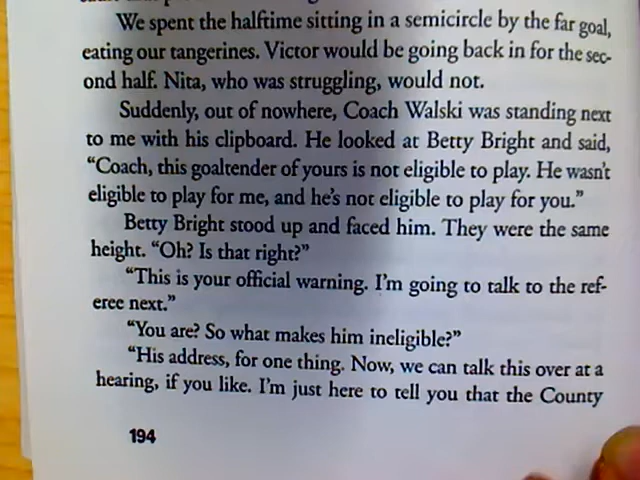 We spent the halftime sitting in a semicircle by the far goal,
eating our tangerines. Victor would be going back in for the sec-
ond half. Nita, who was struggling, would not.
Suddenly, out of nowhere, Coach Walski was standing next
to me with his clipboard. He looked at Betty Bright and said,
“Coach, this goaltender of yours is not eligible to play. He wasn’t
eligible to play for me, and he’s not eligible to play for you.”
Betty Bright stood up and faced him. They were the same
height. “Oh? Is that right?”
“This is your official warning. I’m going to talk to the ref-
eree next.”
“You are? So what makes him ineligible?”
“His address, for one thing. Now, we can talk this over at a
hearing, if you like. I’m just here to tell you that the County
194